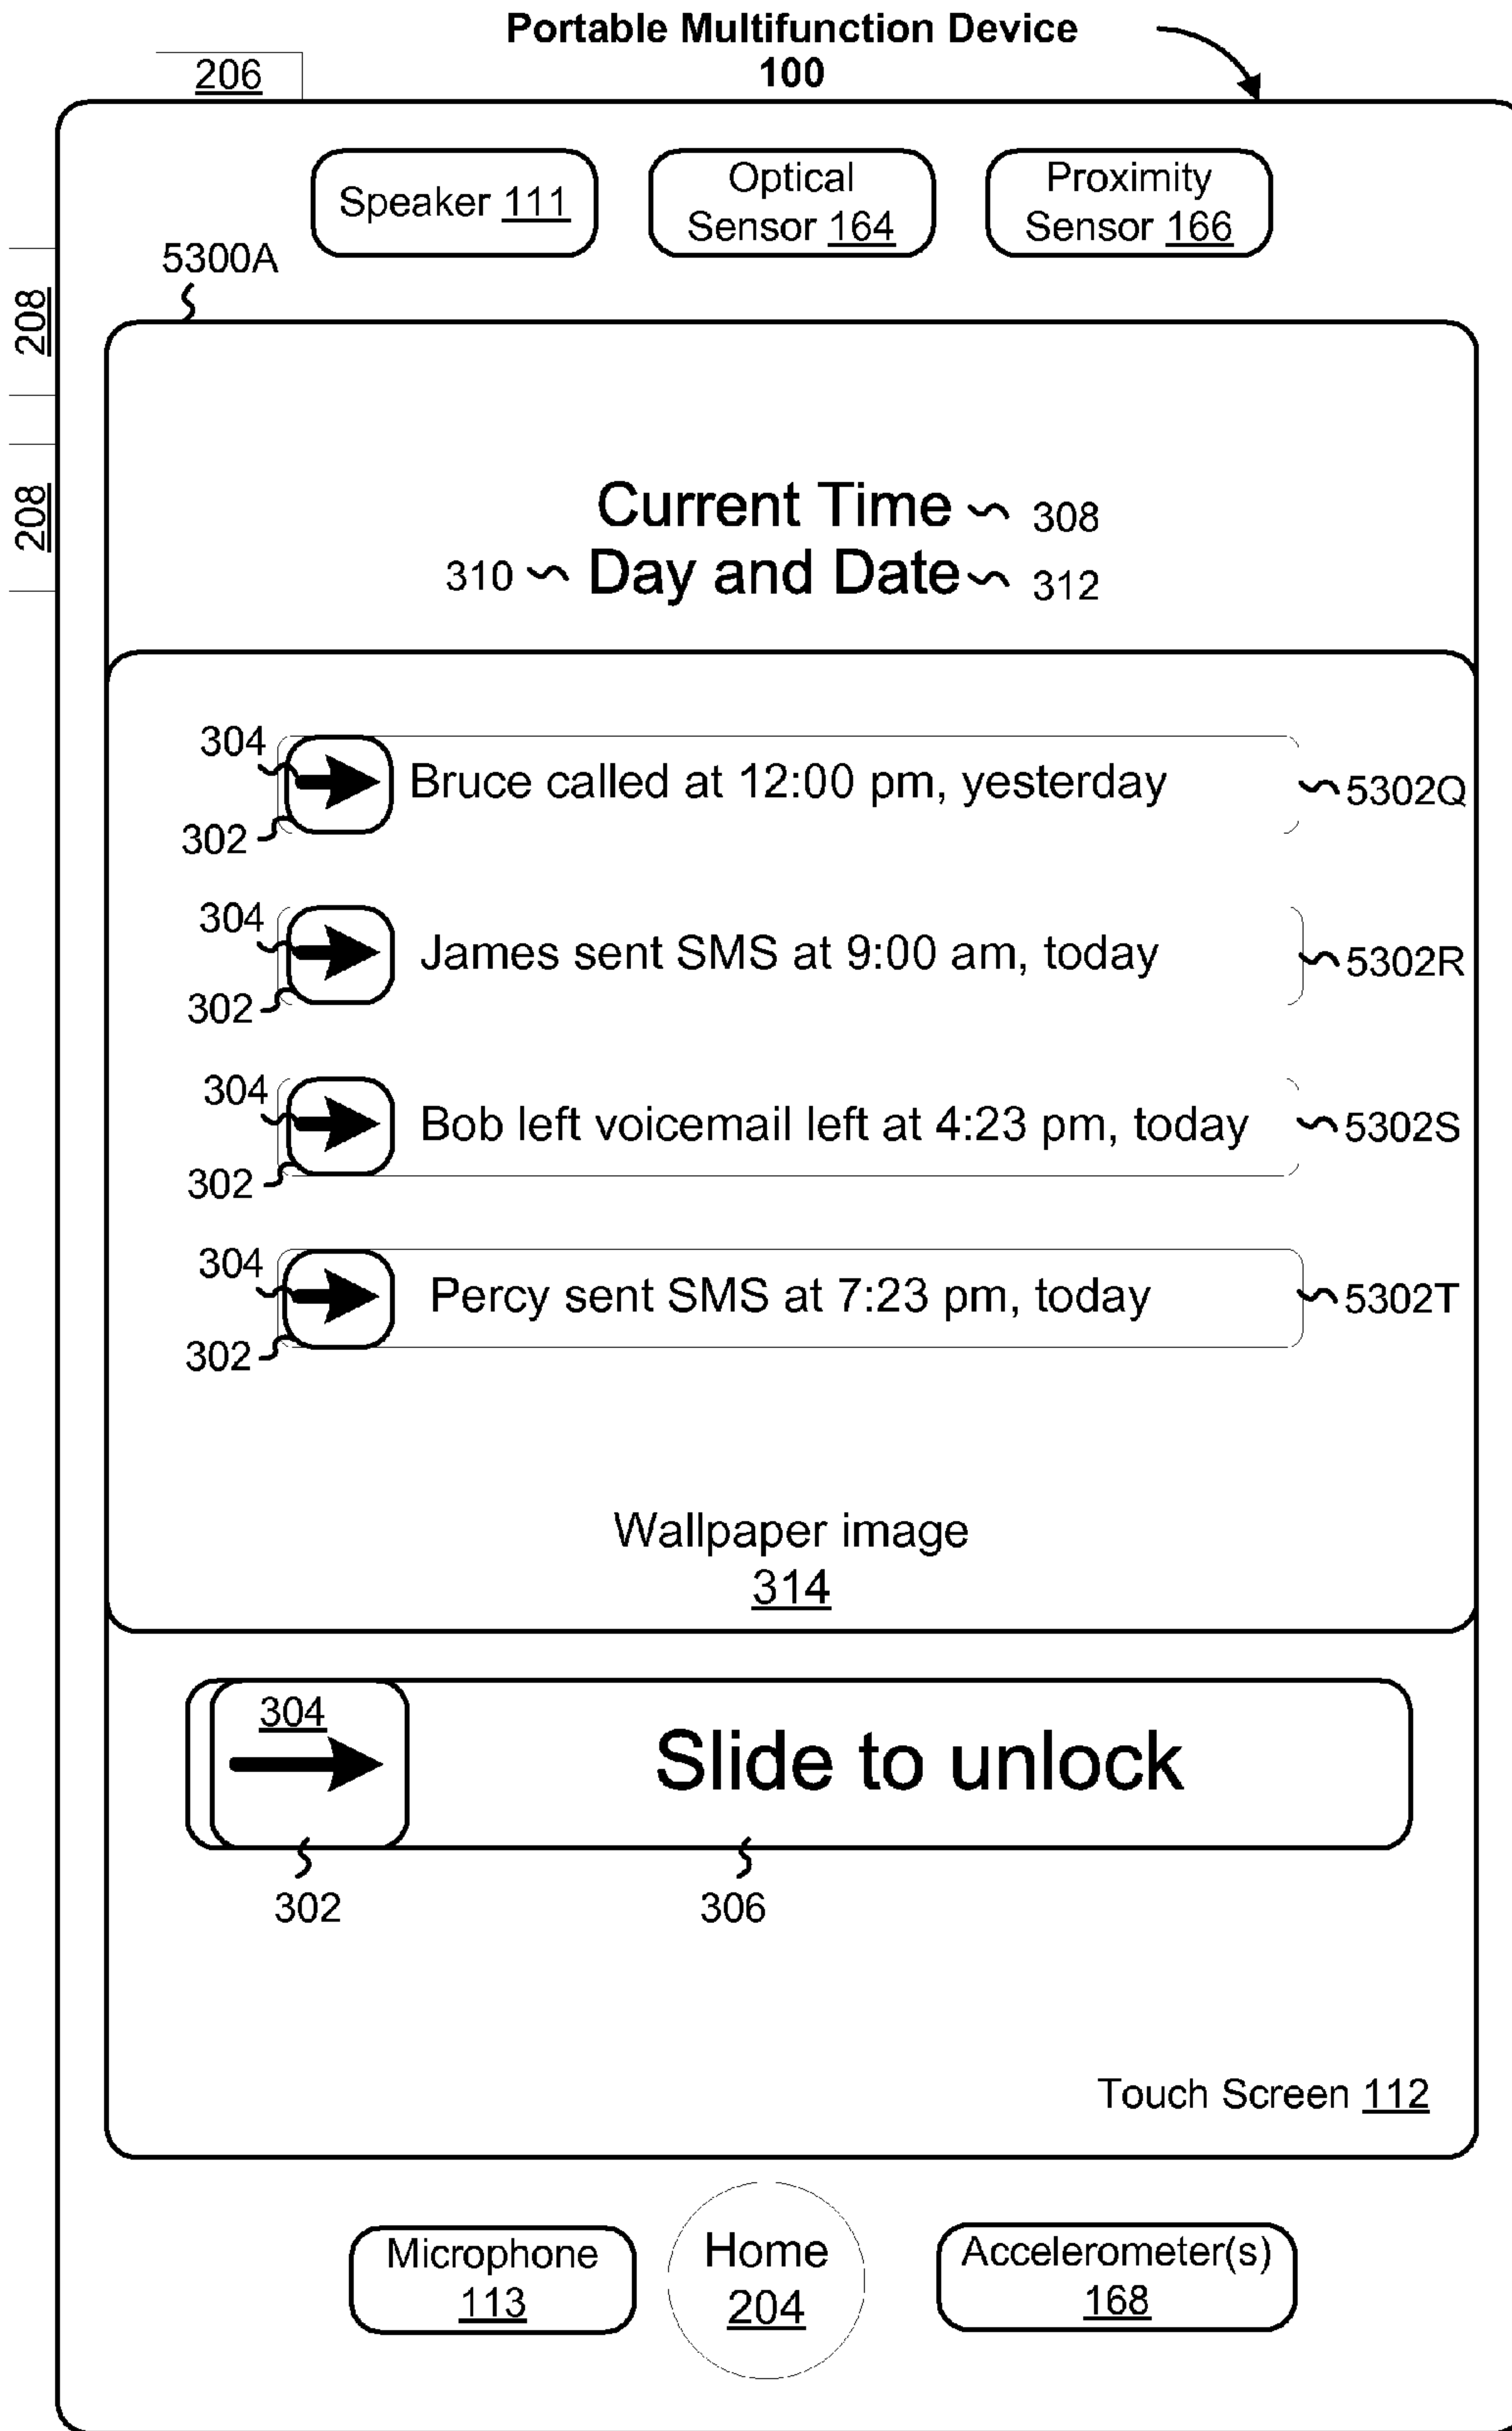 Portable Multifunction Device
100
206
Speaker 111
Optical
Sensor 164
Proximity
Sensor 166
5300A
208
208
Current Time 308
310 Day and Date 312
304
Bruce called at 12:00 pm, yesterday 5302Q
302
304
James sent SMS at 9:00 am, today 5302R
302
304
Bob left voicemail left at 4:23 pm, today 5302S
302
304
Percy sent SMS at 7:23 pm, today 5302T
302
Wallpaper image
314
304
Slide to unlock
302 306
Touch Screen 112
Microphone
113
Home
204
Accelerometer(s)
168